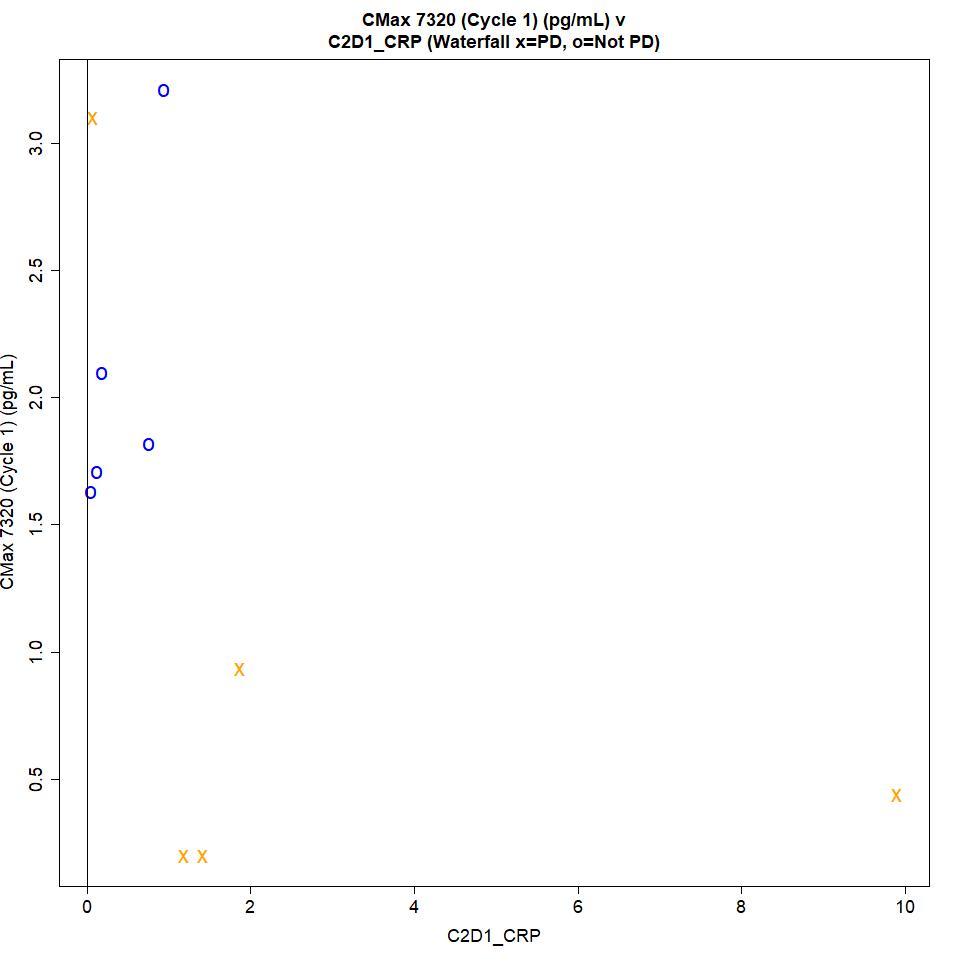 CMax 7320 (Cycle 1) (pg/mL) v
C2D1_CRP (Waterfall x=PD, o=Not PD)
CMax 7320 (Cycle 1) (pg/mL)
3.0
2.5
2.0
1.5
1.0
0.5
O
X
O
O
O
O
X
X
X
X
0
2
4
6
8
10
C2D1_CRP